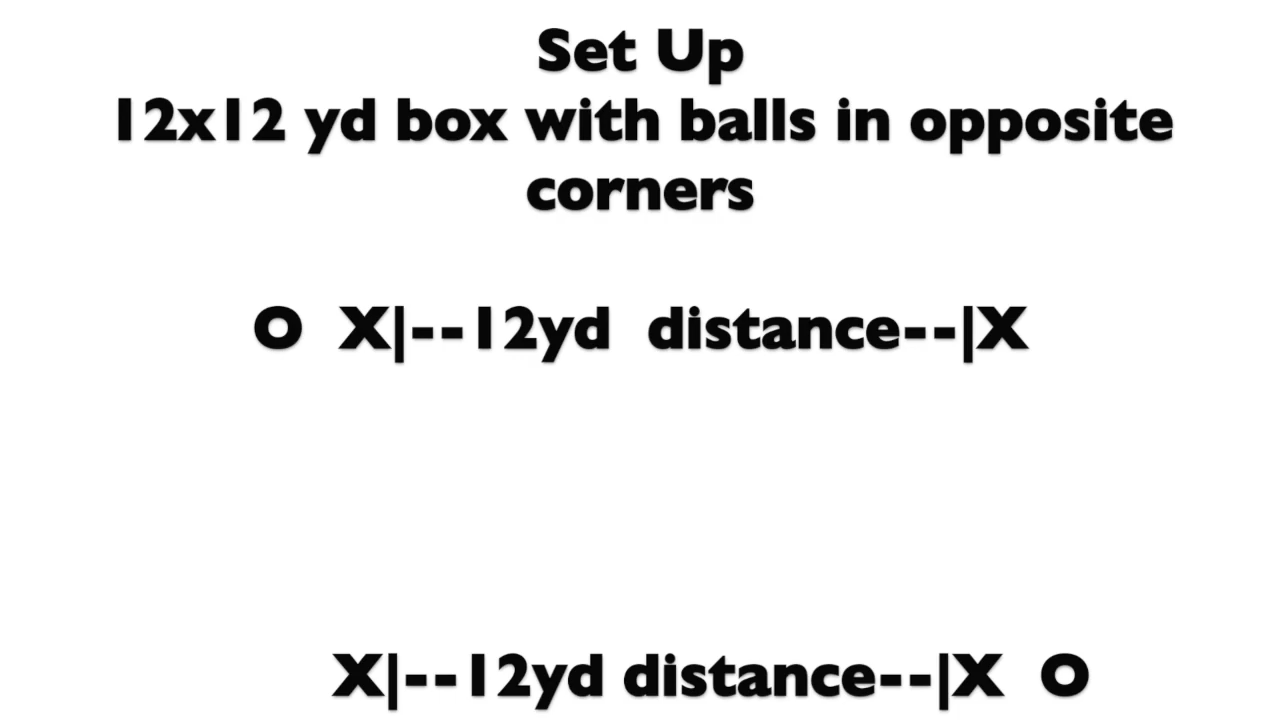 Set Up
12x12 yd box with balls in opposite
corners
O X|--12yd distance--|X
X|--12yd distance--|X O